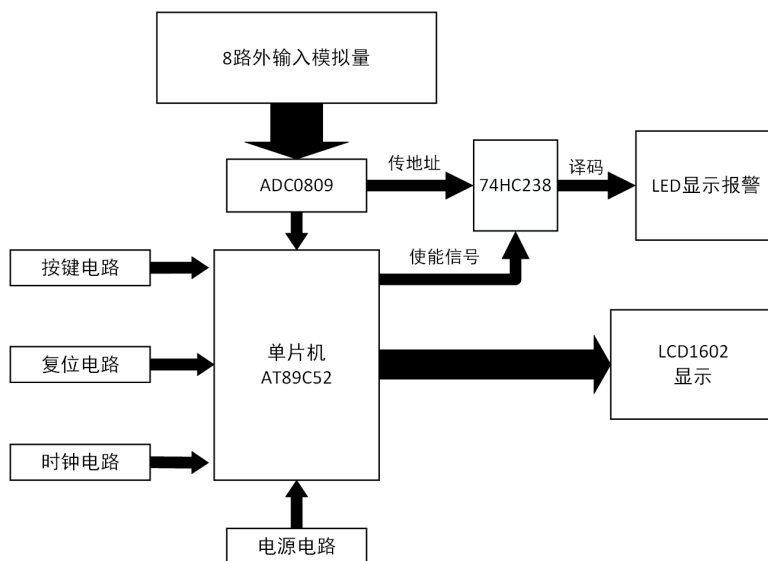 8路外输入模拟量
传地址
译码
ADC0809
74HC238
LED显示报警
使能信号
按键电路
复位电路
单片机
AT89C52
LCD1602
显示
时钟电路
电源电路